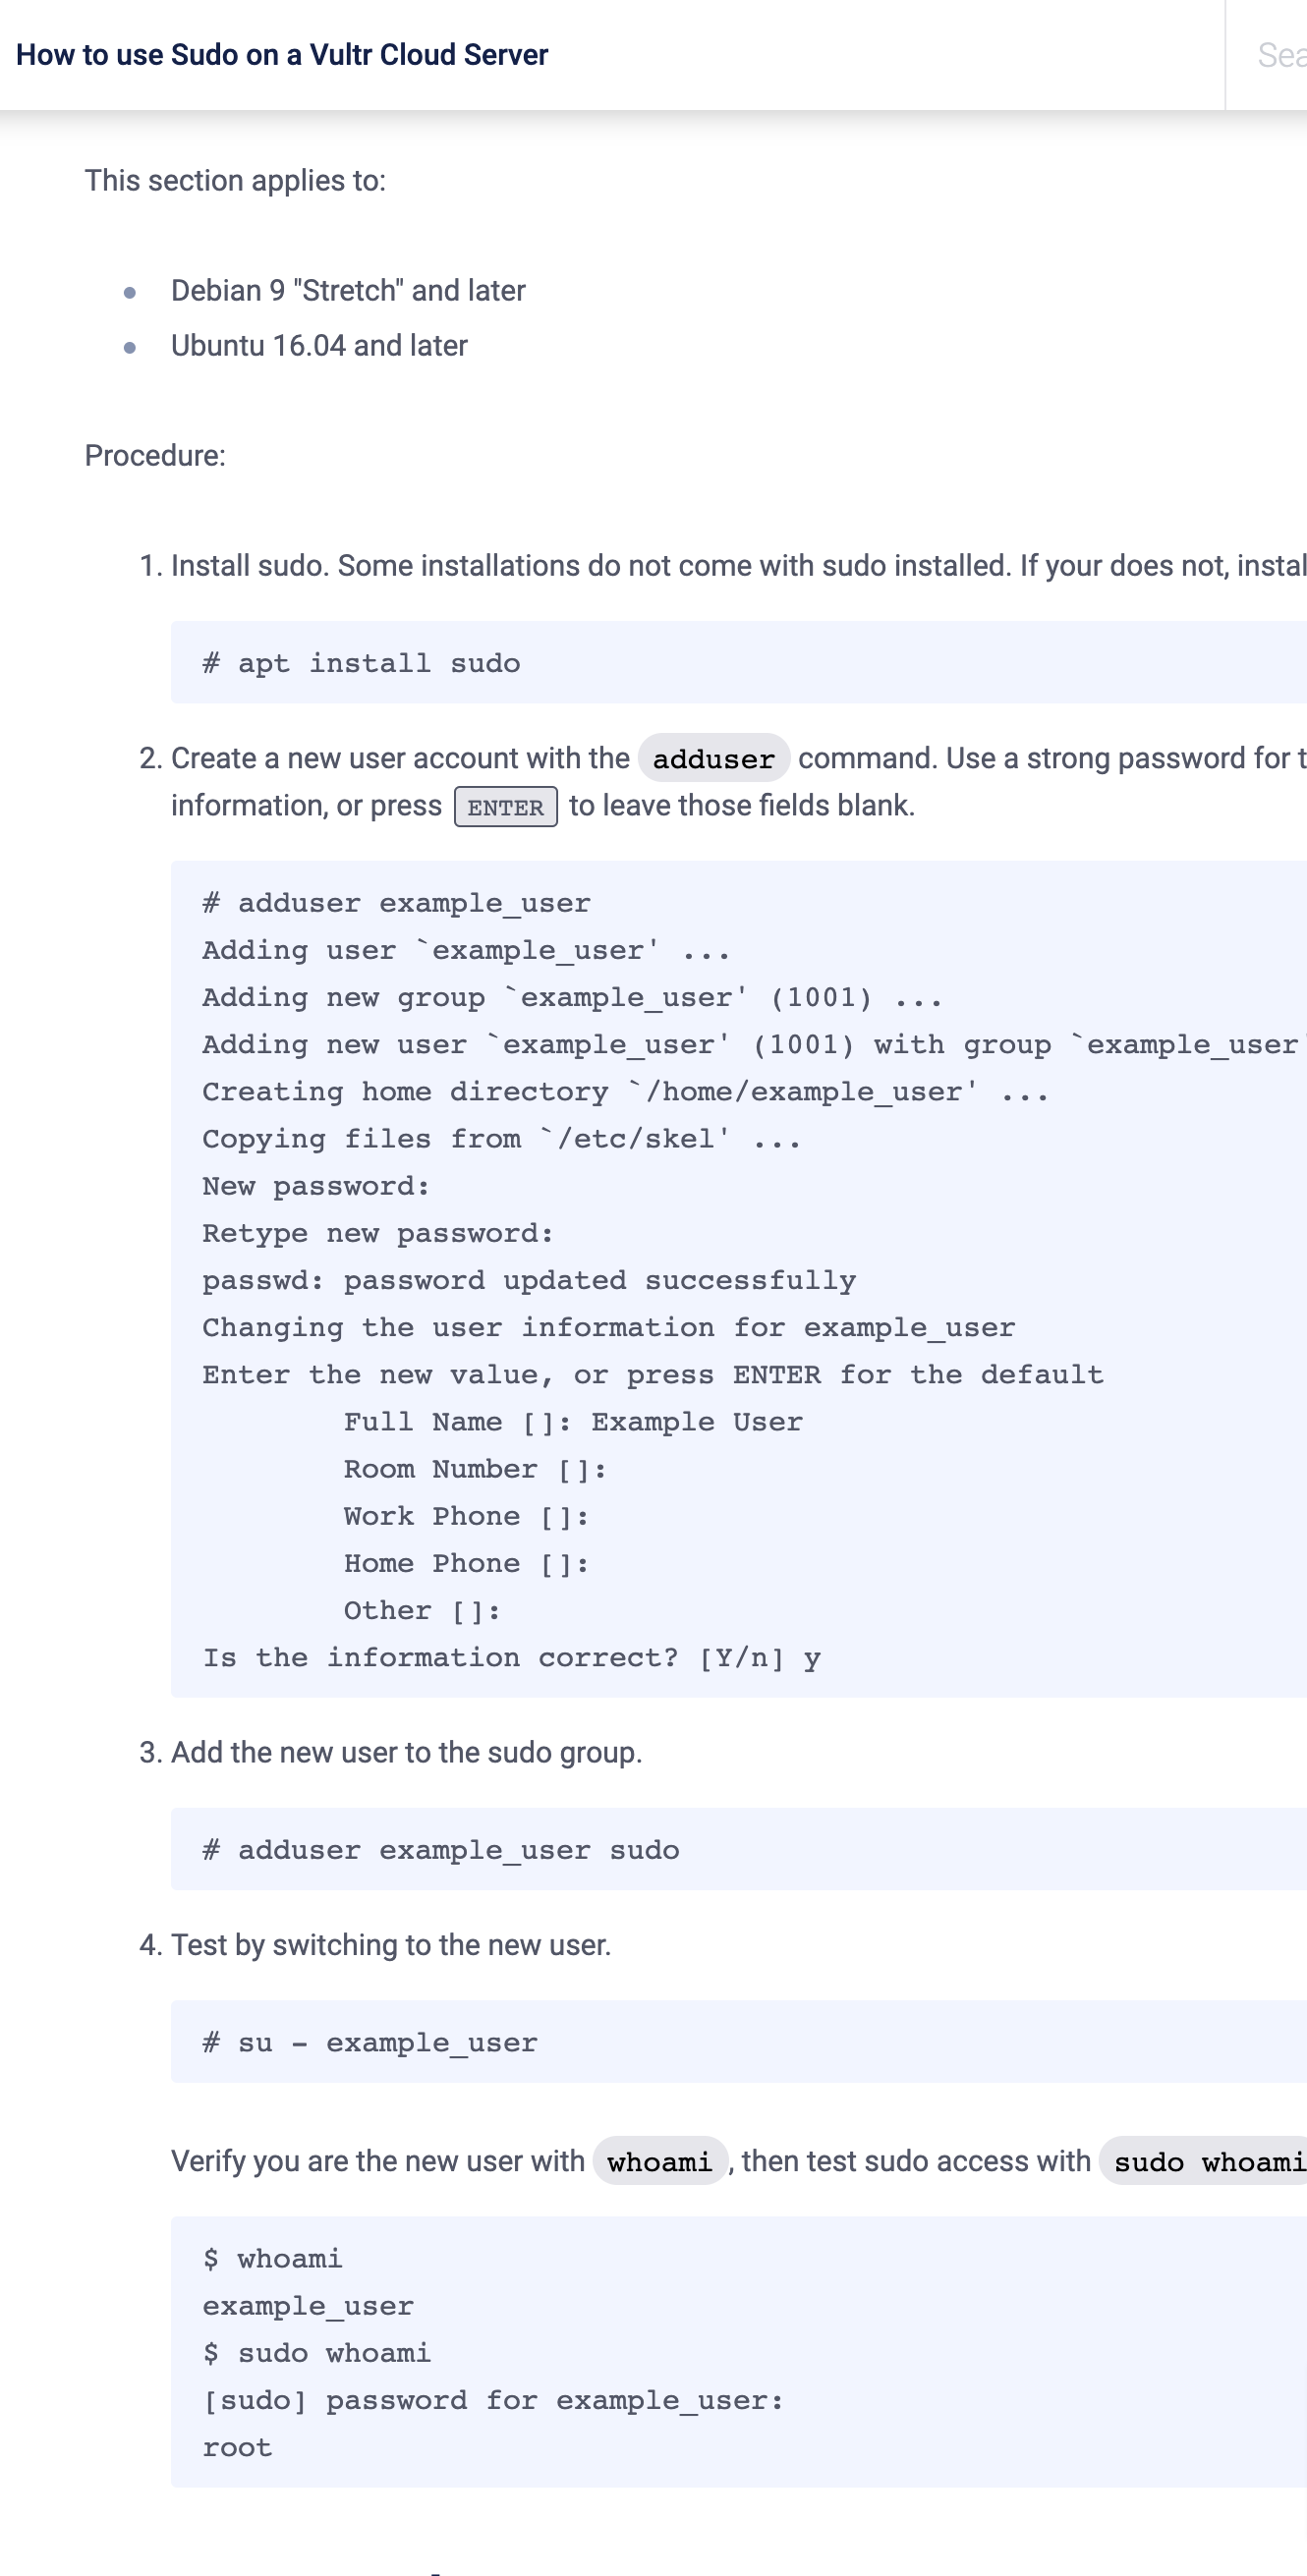 How to use Sudo on a Vultr Cloud Server
Sea
This section applies to:
Debian 9 "Stretch" and later
Ubuntu 16.04 and later
Procedure:
1. Install sudo. Some installations do not come with sudo installed. If your does not, instal
# apt install sudo
2. Create a new user account with the adduser command. Use a strong password for t
information, or press ENTER to leave those fields blank.
# adduser example_user
Adding user `example_user' ...
Adding new group `example_user' (1001) ...
Adding new user `example_user' (1001) with group `example_user'
Creating home directory `/home/example_user' ...
Copying files from `/etc/skel' ...
New password:
Retype new password:
passwd: password updated successfully
Changing the user information for example_user
Enter the new value, or press ENTER for the default
Full Name []: Example User
Room Number []:
Work Phone []:
Home Phone []:
Other []:
Is the information correct? [Y/n] y
3. Add the new user to the sudo group.
# adduser example_user sudo
4. Test by switching to the new user.
# su - example_user
Verify you are the new user with whoami, then test sudo access with sudo whoami
$ whoami
example_user
$ sudo whoami
[sudo] password for example_user:
root